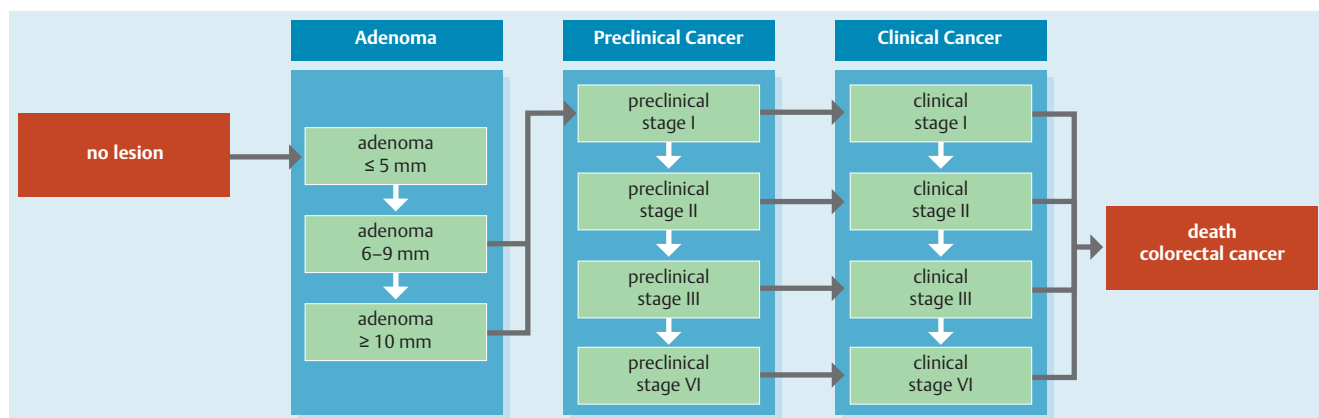 Adenoma
Preclinical Cancer
Clinical Cancer
no lesion
adenoma
≤ 5 mm
adenoma
6–9 mm
adenoma
≥ 10 mm
preclinical
stage I
preclinical
stage II
preclinical
stage III
preclinical
stage VI
clinical
stage I
clinical
stage II
clinical
stage III
clinical
stage VI
death
colorectal cancer